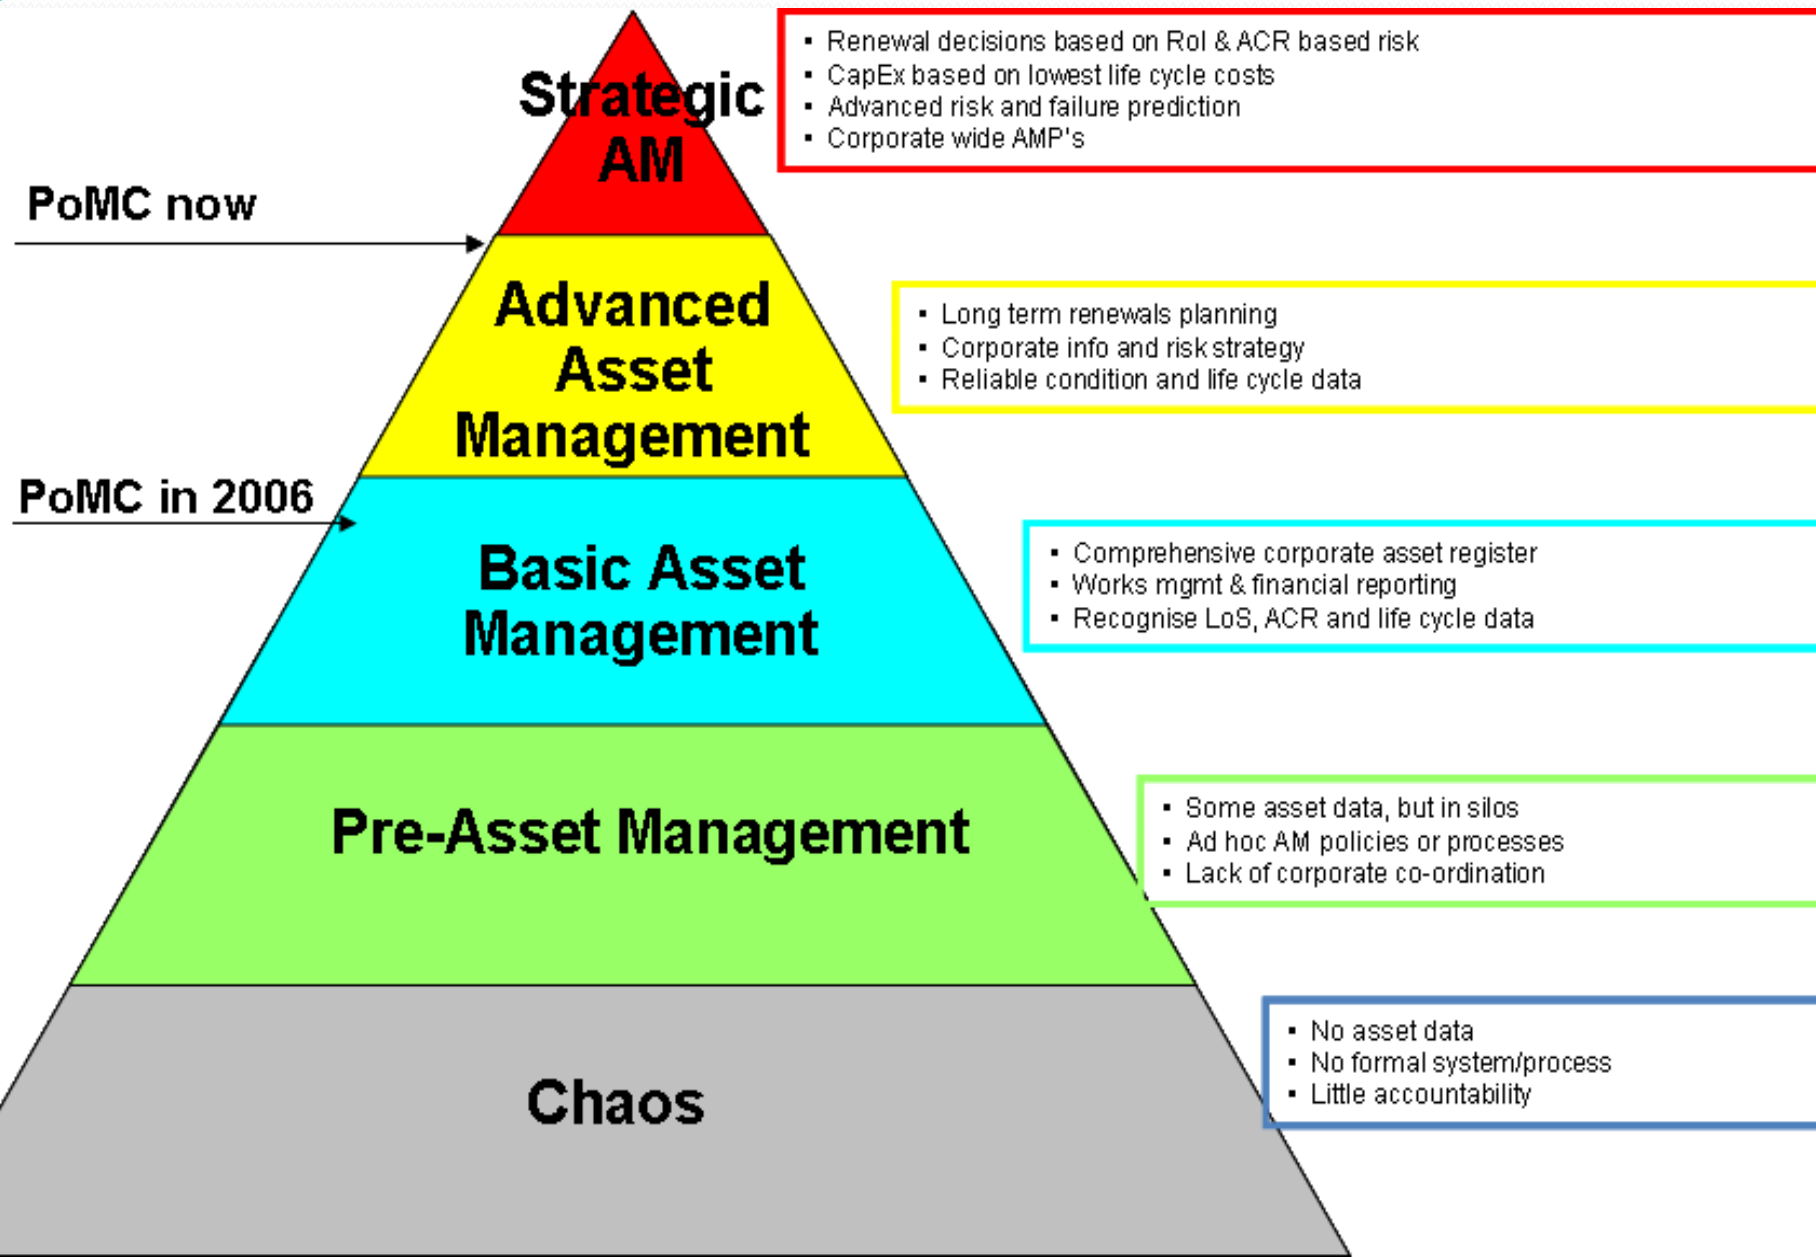 ▪ Renewal decisions based on RoI & ACR based risk
▪ CapEx based on lowest life cycle costs
▪ Advanced risk and failure prediction
▪ Corporate wide AMP's
Strategic
AM
PoMC now
Advanced
Asset
Management
▪ Long term renewals planning
▪ Corporate info and risk strategy
▪ Reliable condition and life cycle data
PoMC in 2006
Basic Asset
Management
▪ Comprehensive corporate asset register
▪ Works mgmt & financial reporting
▪ Recognise LoS, ACR and life cycle data
Pre-Asset Management
▪ Some asset data, but in silos
▪ Ad hoc AM policies or processes
▪ Lack of corporate co-ordination
Chaos
▪ No asset data
▪ No formal system/process
▪ Little accountability